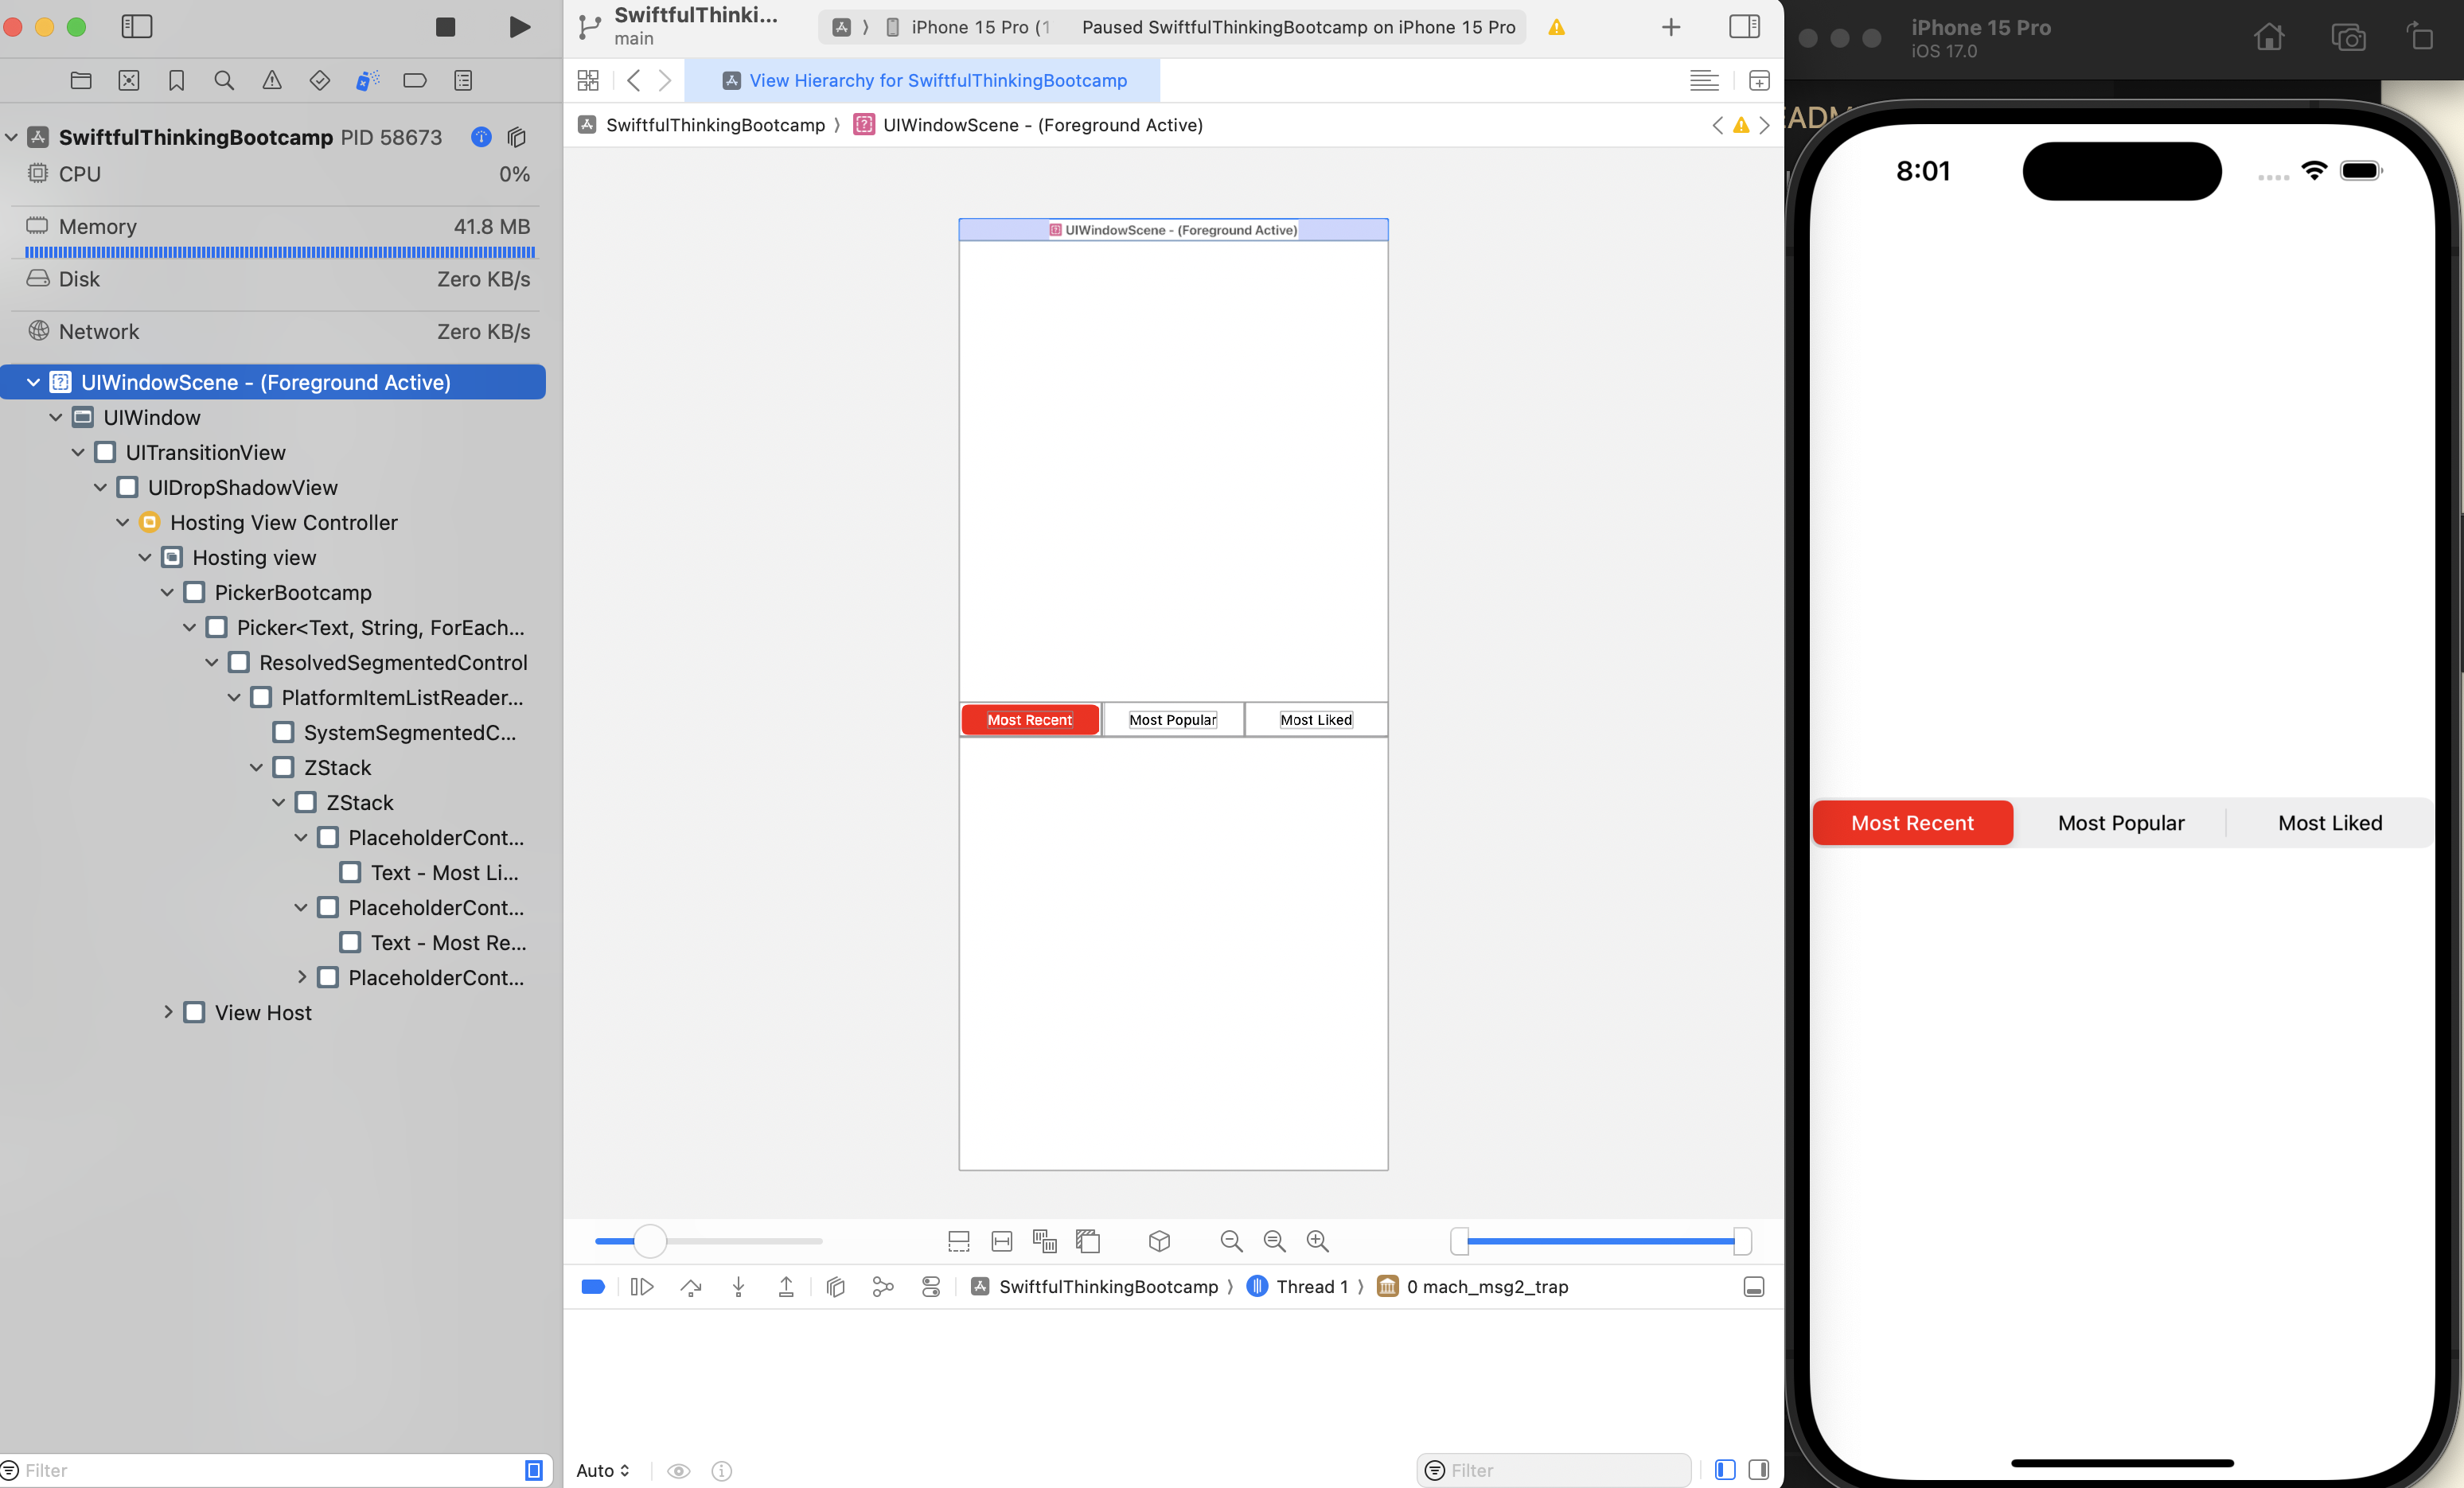 SwiftfulThinki...
main
iPhone 15 Pro (1
Paused SwiftfulThinkingBootcamp on iPhone 15 Pro
View Hierarchy for SwiftfulThinkingBootcamp
SwiftfulThinkingBootcamp
UIWindowScene - (Foreground Active)
SwiftfulThinkingBootcamp PID 58673
CPU 0%
Memory 41.8 MB
Disk Zero KB/s
Network Zero KB/s
UIWindowScene - (Foreground Active)
UIWindow
UITransitionView
UIDropShadowView
Hosting View Controller
Hosting view
PickerBootcamp
Picker<Text, String, ForEach...
ResolvedSegmentedControl
PlatformItemListReader...
SystemSegmentedC...
ZStack
ZStack
PlaceholderCont...
Text - Most Li...
PlaceholderCont...
Text - Most Re...
PlaceholderCont...
View Host
Filter
UIWindowScene - (Foreground Active)
Most Recent
Most Popular
Most Liked
SwiftfulThinkingBootcamp
Thread 1
0 mach_msg2_trap
Auto
Filter
iPhone 15 Pro
iOS 17.0
8:01
Most Recent
Most Popular
Most Liked